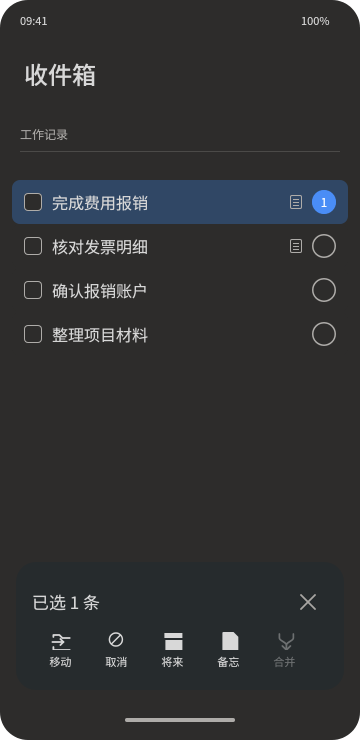 09:41 100%
收件箱
工作记录
完成费用报销 1
核对发票明细
确认报销账户
整理项目材料
已选 1 条
移动 取消 将来 备忘 合并